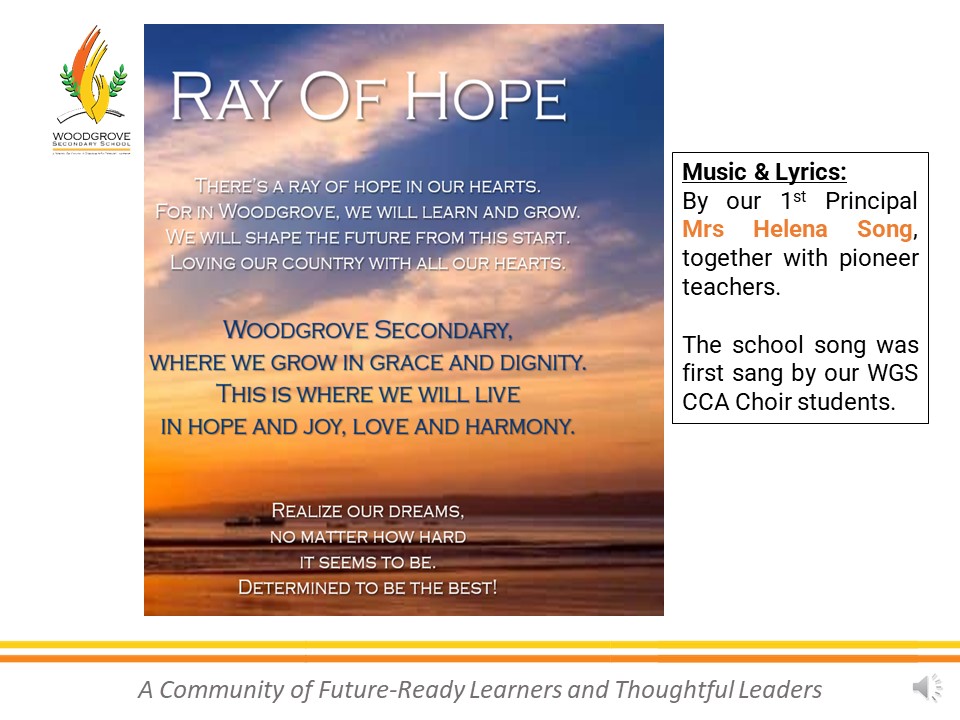 WOODGROVE
SECONDARY SCHOOL
RAY OF HOPE
THERE'S A RAY OF HOPE IN OUR HEARTS.
FOR IN WOODGROVE, WE WILL LEARN AND GROW.
WE WILL SHAPE THE FUTURE FROM THIS START.
LOVING OUR COUNTRY WITH ALL OUR HEARTS.
WOODGROVE SECONDARY,
WHERE WE GROW IN GRACE AND DIGNITY.
THIS IS WHERE WE WILL LIVE
IN HOPE AND JOY, LOVE AND HARMONY.
REALIZE OUR DREAMS,
NO MATTER HOW HARD
IT SEEMS TO BE.
DETERMINED TO BE THE BEST!
Music & Lyrics:
By our 1st Principal
Mrs Helena Song,
together with pioneer
teachers.
The school song was
first sang by our WGS
CCA Choir students.
A Community of Future-Ready Learners and Thoughtful Leaders